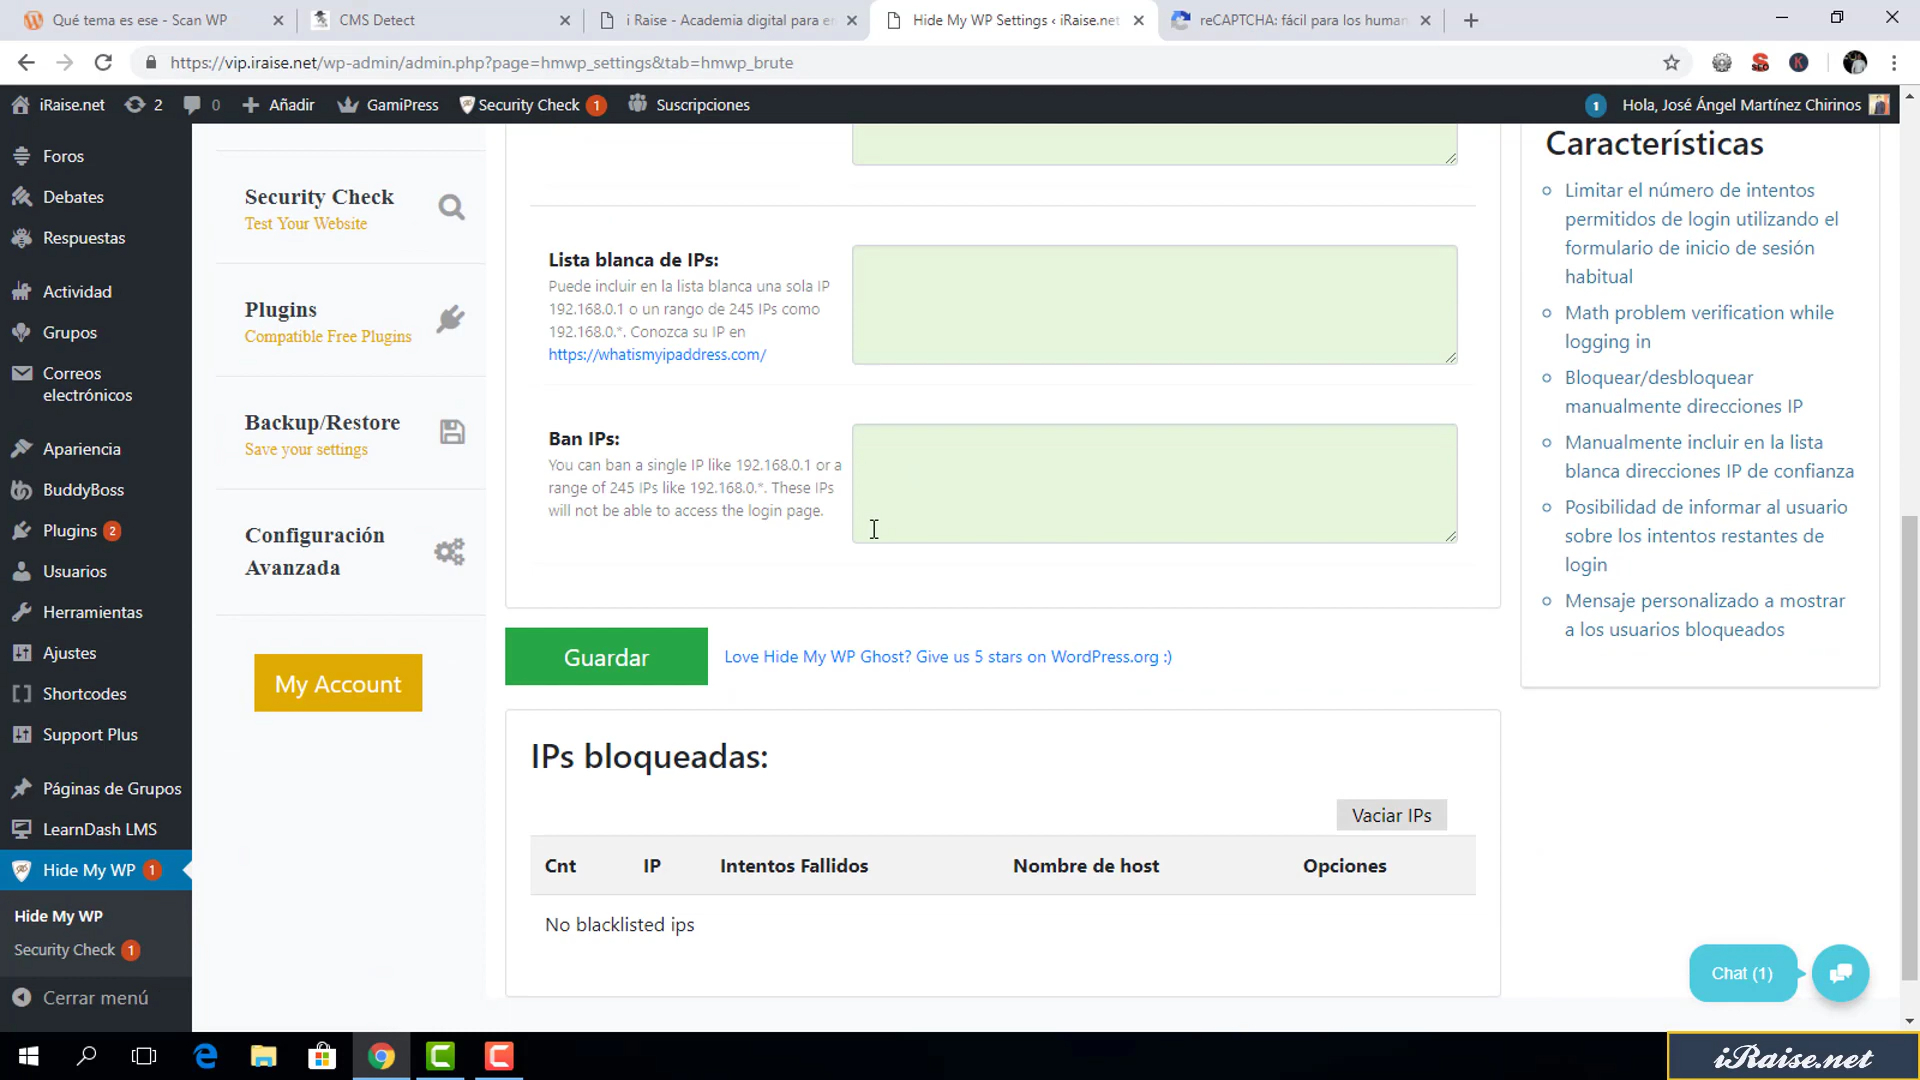 Qué tema es ese - Scan WP
CMS Detect
i Raise - Academia digital para e
Hide My WP Settings ‹ iRaise.net
reCAPTCHA: fácil para los human
https://vip.iraise.net/wp-admin/admin.php?page=hmwp_settings&tab=hmwp_brute
iRaise.net
2
0
Añadir
GamiPress
Security Check 1
Suscripciones
1
Hola, José Ángel Martínez Chirinos
Foros
Debates
Respuestas
Actividad
Grupos
Correos
electrónicos
Apariencia
BuddyBoss
Plugins 2
Usuarios
Herramientas
Ajustes
Shortcodes
Support Plus
Páginas de Grupos
LearnDash LMS
Hide My WP 1
Hide My WP
Security Check 1
Cerrar menú
Security Check
Test Your Website
Plugins
Compatible Free Plugins
Backup/Restore
Save your settings
Configuración
Avanzada
My Account
Lista blanca de IPs:
Puede incluir en la lista blanca una sola IP
192.168.0.1 o un rango de 245 IPs como
192.168.0.*. Conozca su IP en
https://whatismyipaddress.com/
Ban IPs:
You can ban a single IP like 192.168.0.1 or a
range of 245 IPs like 192.168.0.*. These IPs
will not be able to access the login page.
Guardar
Love Hide My WP Ghost? Give us 5 stars on WordPress.org :)
IPs bloqueadas:
Vaciar IPs
Cnt IP Intentos Fallidos Nombre de host Opciones
No blacklisted ips
Características
Limitar el número de intentos
permitidos de login utilizando el
formulario de inicio de sesión
habitual
Math problem verification while
logging in
Bloquear/desbloquear
manualmente direcciones IP
Manualmente incluir en la lista
blanca direcciones IP de confianza
Posibilidad de informar al usuario
sobre los intentos restantes de
login
Mensaje personalizado a mostrar
a los usuarios bloqueados
Chat (1)
iRaise.net